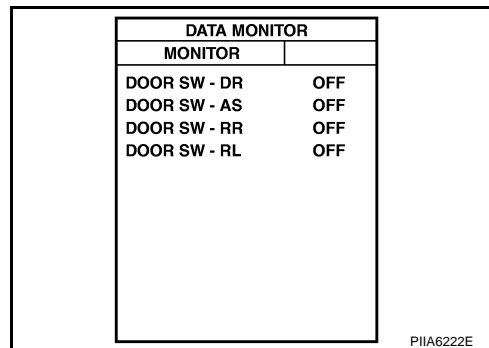 DATA MONITOR
MONITOR
DOOR SW - DR OFF
DOOR SW - AS OFF
DOOR SW - RR OFF
DOOR SW - RL OFF
PIIA6222E